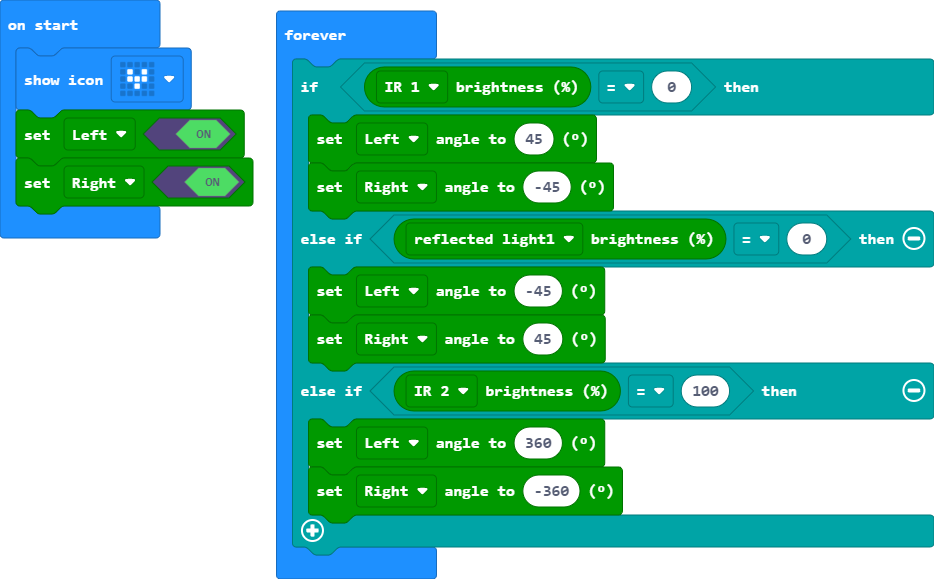 on start
show icon
set Left ON
set Right ON
forever
if IR 1 brightness (%) = 0 then
set Left angle to 45 (º)
set Right angle to -45 (º)
else if reflected light1 brightness (%) = 0 then
set Left angle to -45 (º)
set Right angle to 45 (º)
else if IR 2 brightness (%) = 100 then
set Left angle to 360 (º)
set Right angle to -360 (º)